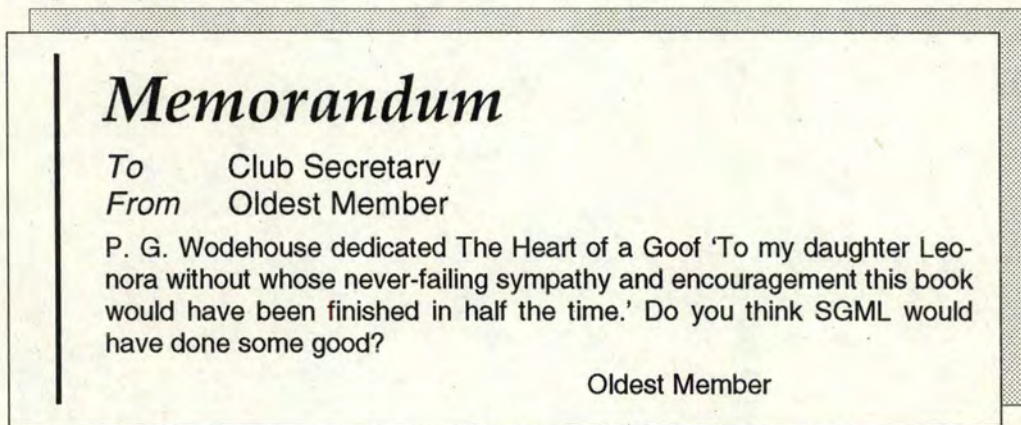 Memorandum
To Club Secretary
From Oldest Member
P. G. Wodehouse dedicated The Heart of a Goof ‘To my daughter Leo-
nora without whose never-failing sympathy and encouragement this book
would have been finished in half the time.’ Do you think SGML would
have done some good?
Oldest Member